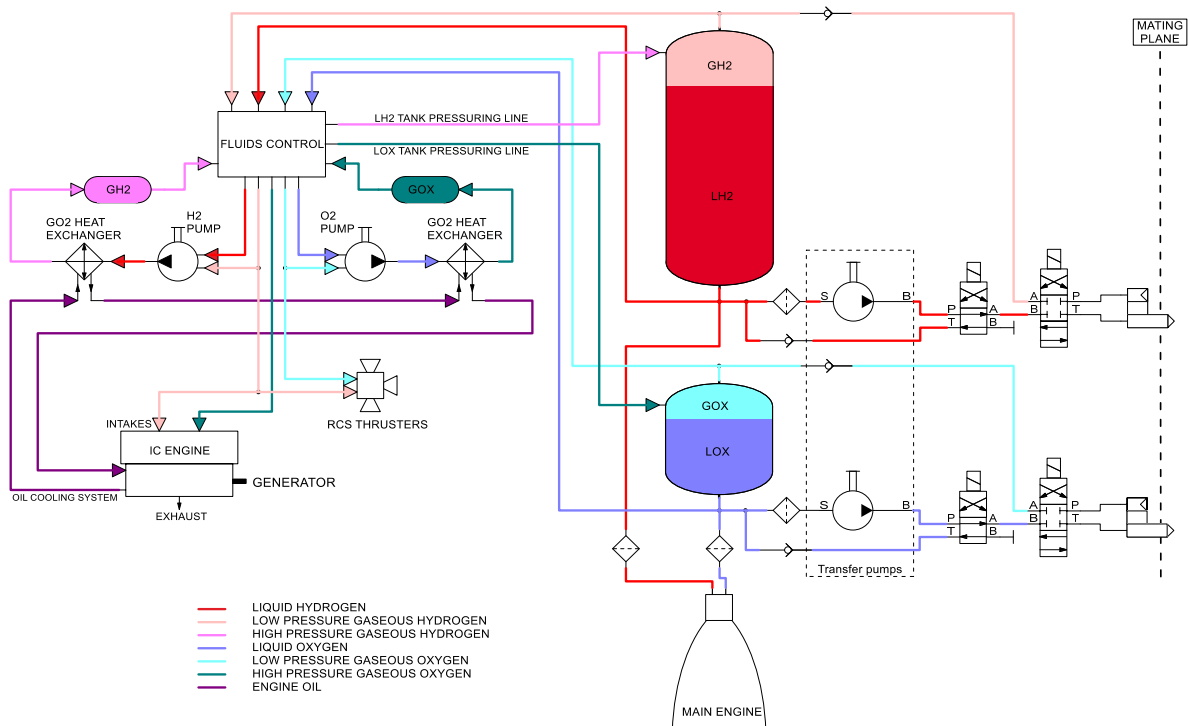 MATING
PLANE
GH2
LH2 TANK PRESSURING LINE
FLUIDS CONTROL
LOX TANK PRESSURING LINE
GH2
GOX
LH2
GO2 HEAT
EXCHANGER
H2
PUMP
O2
PUMP
GO2 HEAT
EXCHANGER
S
B
P
A
T
B
A
P
B
T
GOX
LOX
INTAKES
RCS THRUSTERS
IC ENGINE
OIL COOLING SYSTEM
GENERATOR
EXHAUST
S
B
P
A
T
B
A
P
B
T
Transfer pumps
LIQUID HYDROGEN
LOW PRESSURE GASEOUS HYDROGEN
HIGH PRESSURE GASEOUS HYDROGEN
LIQUID OXYGEN
LOW PRESSURE GASEOUS OXYGEN
HIGH PRESSURE GASEOUS OXYGEN
ENGINE OIL
MAIN ENGINE